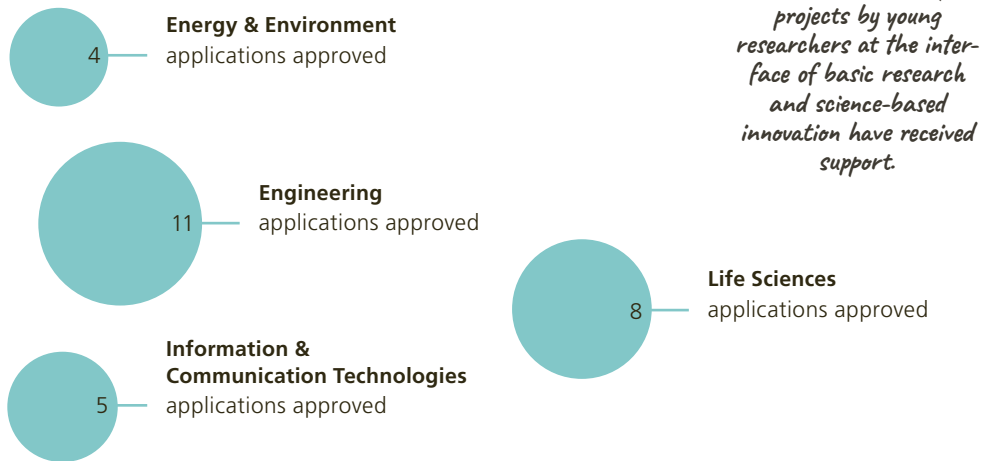 4
Energy & Environment
applications approved
projects by young
researchers at the inter-
face of basic research
and science-based
innovation have received
support.
11
Engineering
applications approved
8
Life Sciences
applications approved
5
Information &
Communication Technologies
applications approved